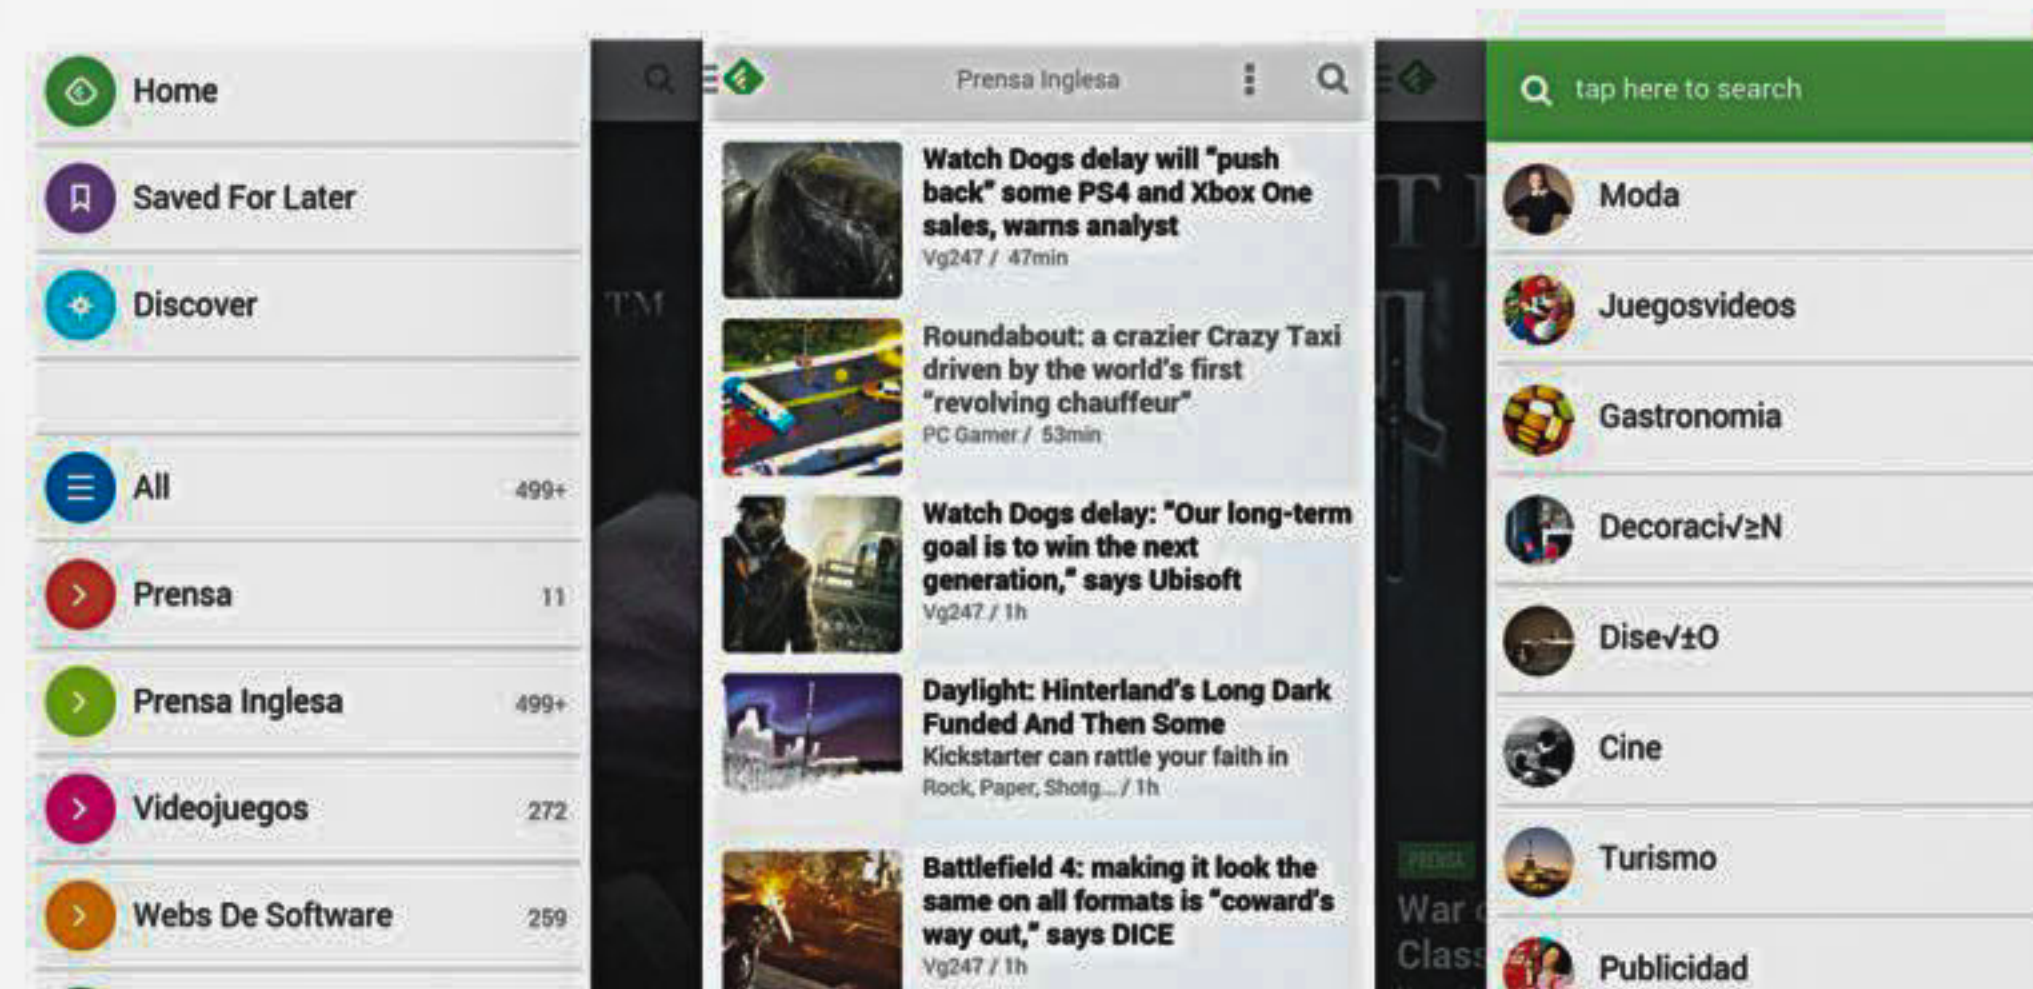 Home
Saved For Later
Discover
All 499+
Prensa 11
Prensa Inglesa 499+
Videojuegos 272
Webs De Software 259
TM
Prensa Inglesa
Watch Dogs delay will "push
back" some PS4 and Xbox One
sales, warns analyst
Vg247 / 47min
Roundabout: a crazier Crazy Taxi
driven by the world's first
"revolving chauffeur"
PC Gamer / 53min
Watch Dogs delay: "Our long-term
goal is to win the next
generation," says Ubisoft
Vg247 / 1h
Daylight: Hinterland's Long Dark
Funded And Then Some
Kickstarter can rattle your faith in
Rock, Paper, Shotg... / 1h
Battlefield 4: making it look the
same on all formats is "coward's
way out," says DICE
Vg247 / 1h
PRENSA
War
Class
tap here to search
Moda
Juegosvideos
Gastronomia
Decoraci√≥N
Dise√±O
Cine
Turismo
Publicidad